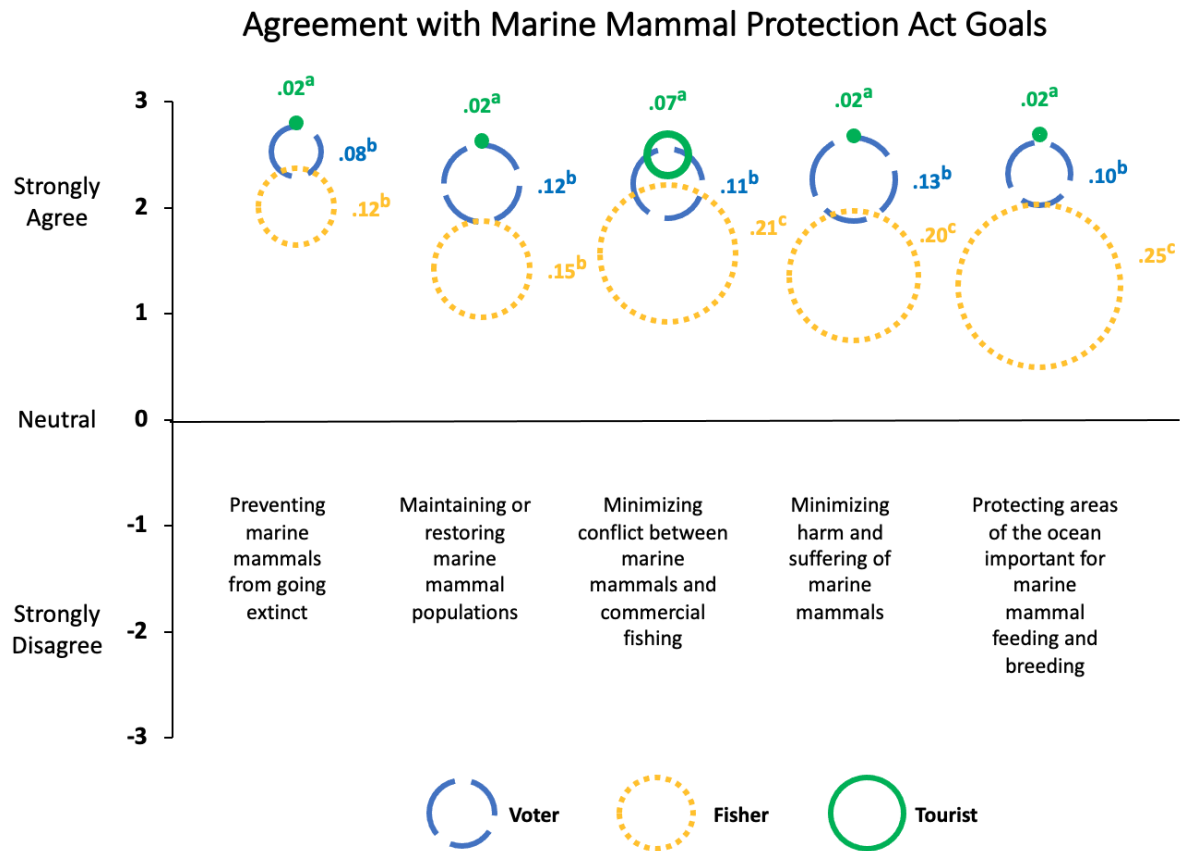 Agreement with Marine Mammal Protection Act Goals
3
2
1
0
-1
-2
-3
Strongly
Agree
Neutral
Strongly
Disagree
.02a
.08b
.12b
.02a
.12b
.15b
.07a
.11b
.21c
.02a
.13b
.20c
.02a
.10b
.25c
Preventing
marine
mammals
from going
extinct
Maintaining or
restoring
marine
mammal
populations
Minimizing
conflict between
marine
mammals and
commercial
fishing
Minimizing
harm and
suffering of
marine
mammals
Protecting areas
of the ocean
important for
marine
mammal
feeding and
breeding
Voter
Fisher
Tourist